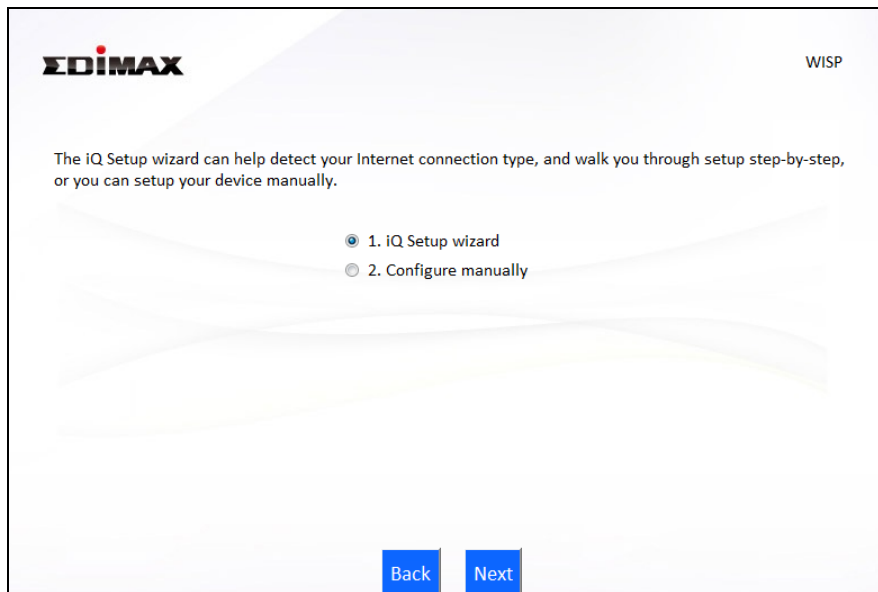 EDiMAX
WISP
The iQ Setup wizard can help detect your Internet connection type, and walk you through setup step-by-step,
or you can setup your device manually.
1. iQ Setup wizard
2. Configure manually
Back
Next